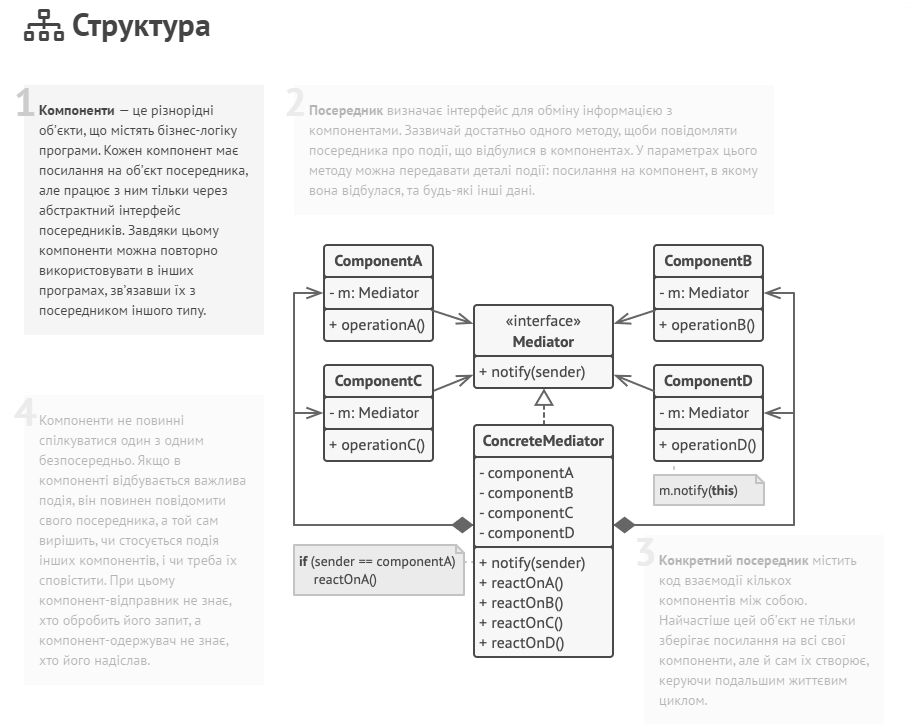 Структура
1
Компоненти — це різнорідні
об'єкти, що містять бізнес-логіку
програми. Кожен компонент має
посилання на об'єкт посередника,
але працює з ним тільки через
абстрактний інтерфейс
посередників. Завдяки цьому
компоненти можна повторно
використовувати в інших
програмах, зв'язавши їх з
посередником іншого типу.
2
Посередник визначає інтерфейс для обміну інформацією з
компонентами. Зазвичай достатньо одного методу, щоби повідомляти
посередника про події, що відбулися в компонентах. У параметрах цього
методу можна передавати деталі події: посилання на компонент, в якому
вона відбулася, та будь-які інші дані.
ComponentA
- m: Mediator
+ operationA()
ComponentB
- m: Mediator
+ operationB()
«interface»
Mediator
+ notify(sender)
ComponentC
- m: Mediator
+ operationC()
ComponentD
- m: Mediator
+ operationD()
m.notify(this)
ConcreteMediator
- componentA
- componentB
- componentC
- componentD
+ notify(sender)
+ reactOnA()
+ reactOnB()
+ reactOnC()
+ reactOnD()
if (sender == componentA)
reactOnA()
4
Компоненти не повинні
спілкуватися один з одним
безпосередньо. Якщо в
компоненті відбувається важлива
подія, він повинен повідомити
свого посередника, а той сам
вирішить, чи стосується подія
інших компонентів, і чи треба їх
сповістити. При цьому
компонент-відправник не знає,
хто обробить його запит, а
компонент-одержувач не знає,
хто його надіслав.
3
Конкретний посередник містить
код взаємодії кількох
компонентів між собою.
Найчастіше цей об'єкт не тільки
зберігає посилання на всі свої
компоненти, але й сам їх створює,
керуючи подальшим життєвим
циклом.